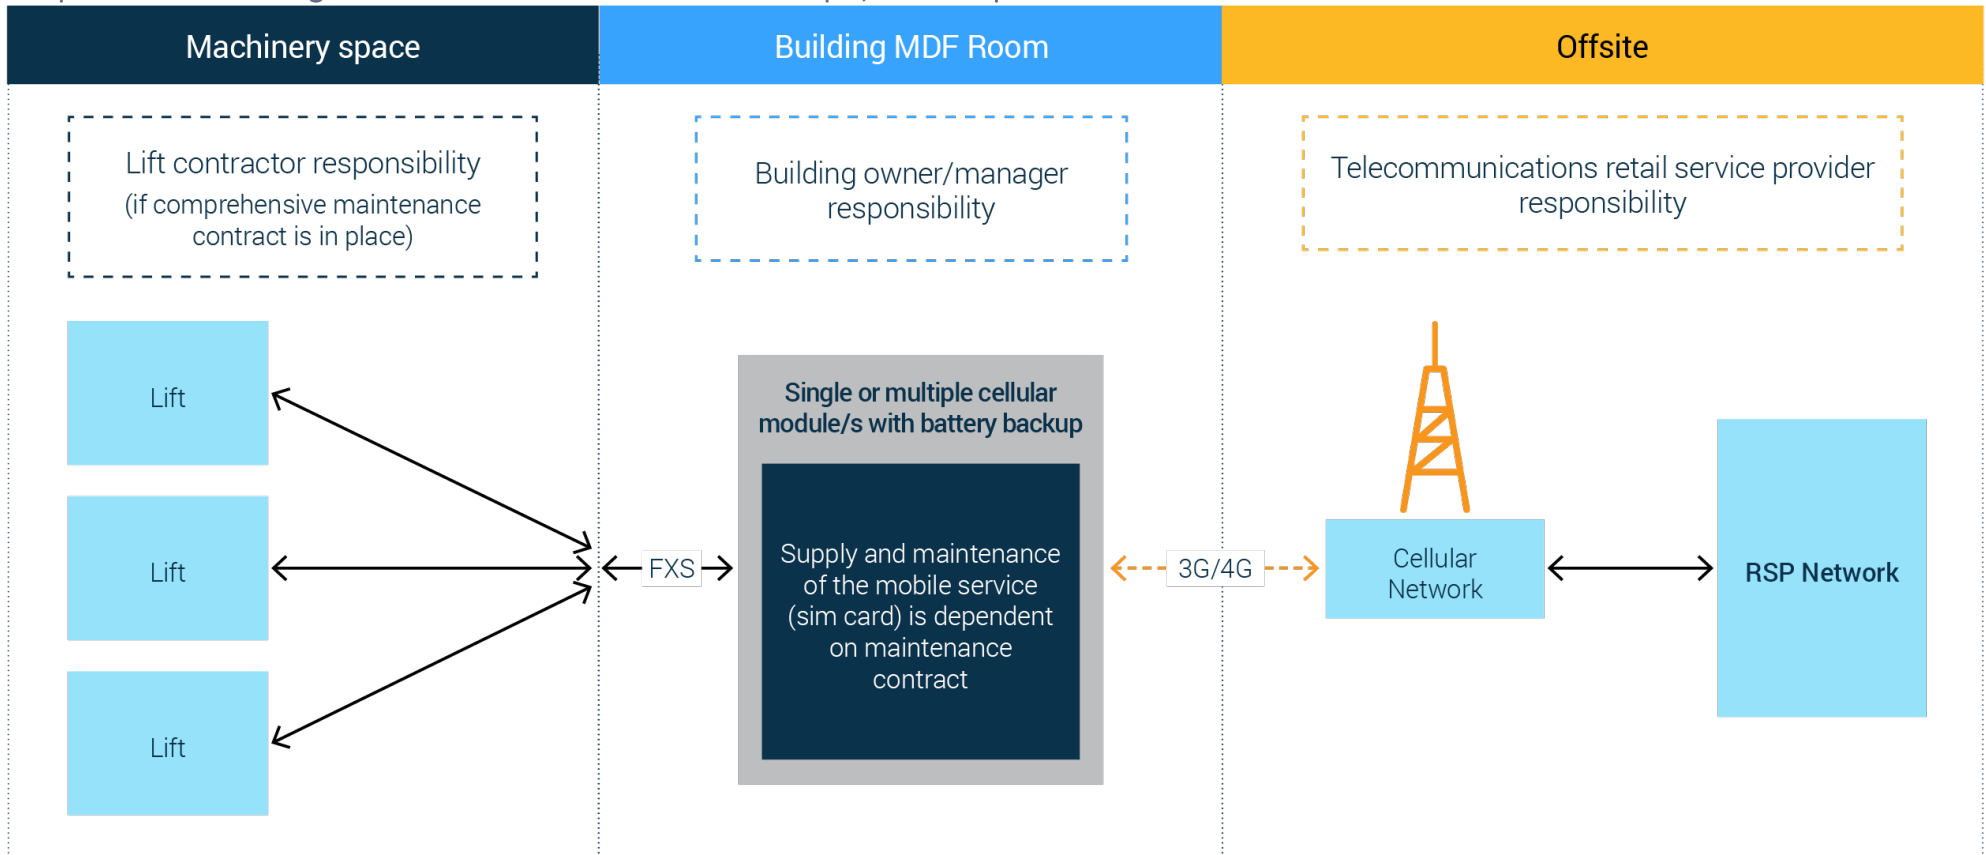 Machinery space
Building MDF Room
Offsite
Lift contractor responsibility
(if comprehensive maintenance
contract is in place)
Building owner/manager
responsibility
Telecommunications retail service provider
responsibility
Lift
Lift
Lift
FXS
Single or multiple cellular
module/s with battery backup
Supply and maintenance
of the mobile service
(sim card) is dependent
on maintenance
contract
3G/4G
Cellular
Network
RSP Network